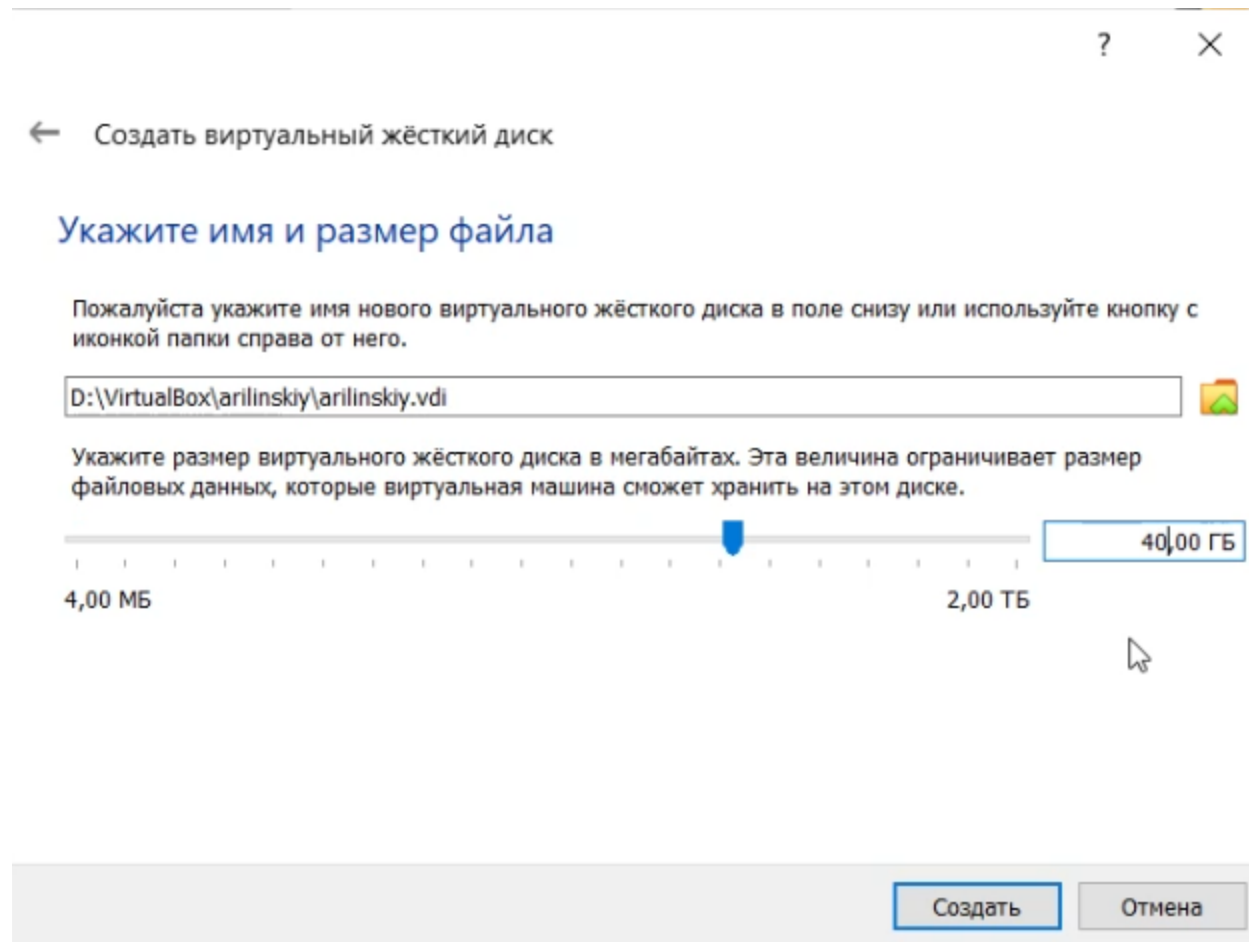 ?
Создать виртуальный жёсткий диск
Укажите имя и размер файла
Пожалуйста укажите имя нового виртуального жёсткого диска в поле снизу или используйте кнопку с
иконкой папки справа от него.
D:\VirtualBox\arilinskiy\arilinskiy.vdi
Укажите размер виртуального жёсткого диска в мегабайтах. Эта величина ограничивает размер
файловых данных, которые виртуальная машина сможет хранить на этом диске.
40,00 ГБ
4,00 МБ 2,00 ТБ
Создать Отмена